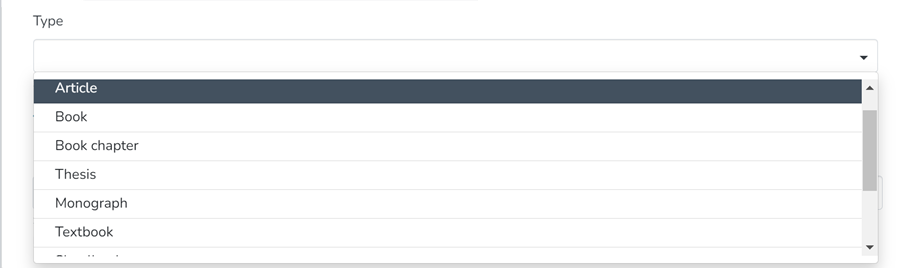 Type
Article
Book
Book chapter
Thesis
Monograph
Textbook